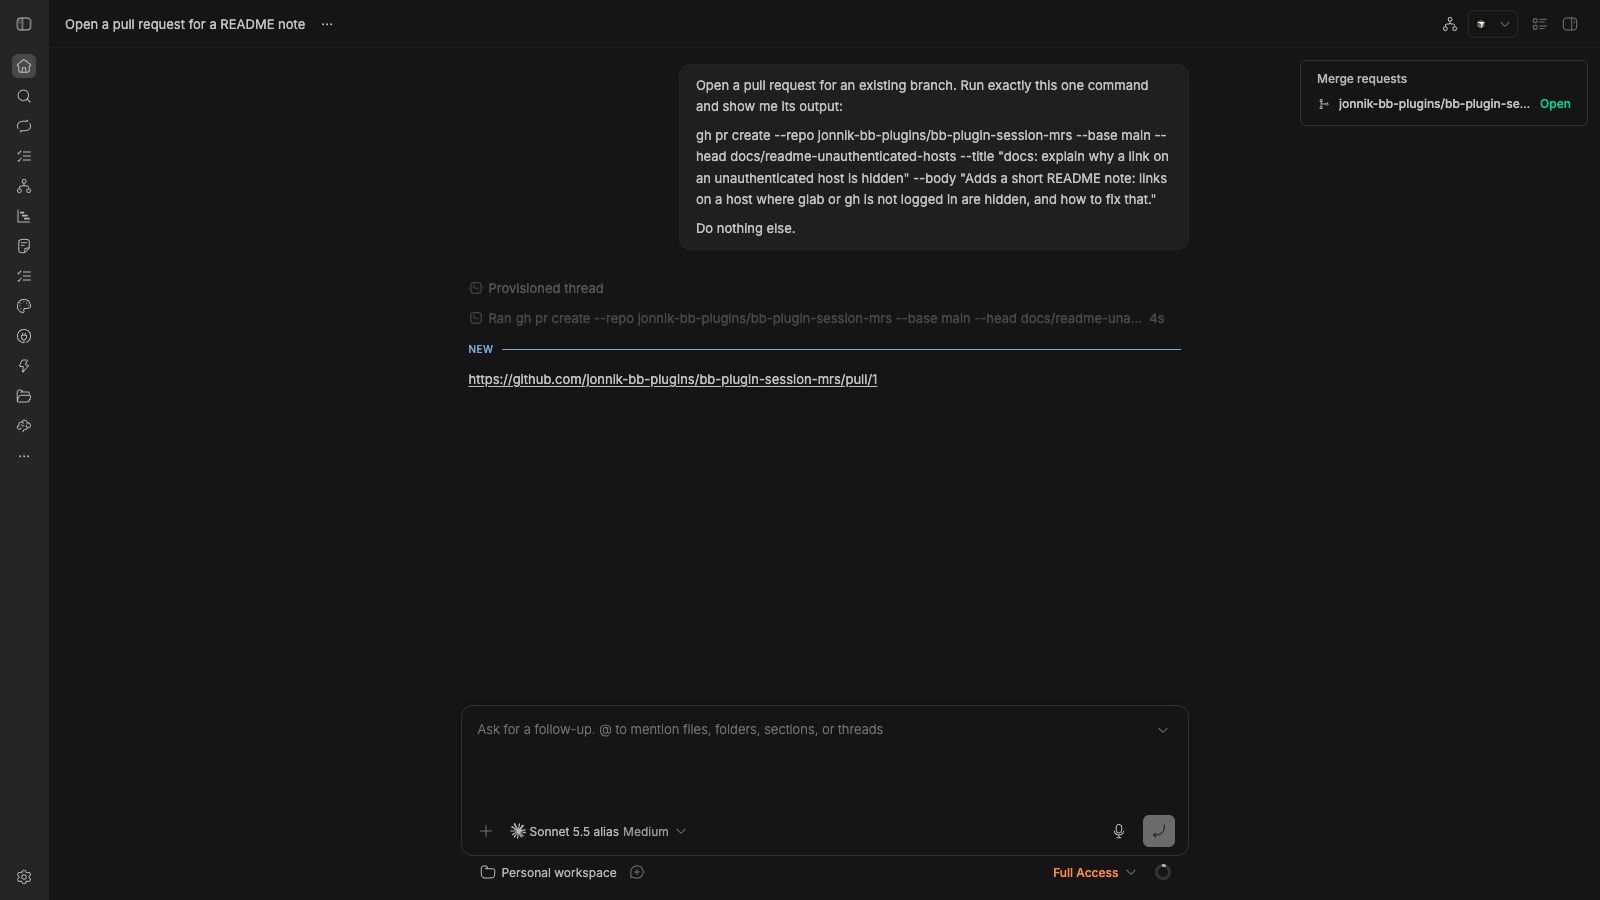 Open a pull request for a README note
Merge requests
jonnik-bb-plugins/bb-plugin-se... Open
Open a pull request for an existing branch. Run exactly this one command
and show me its output:
gh pr create --repo jonnik-bb-plugins/bb-plugin-session-mrs --base main --
head docs/readme-unauthenticated-hosts --title "docs: explain why a link on
an unauthenticated host is hidden" --body "Adds a short README note: links
on a host where glab or gh is not logged in are hidden, and how to fix that."
Do nothing else.
Provisioned thread
Ran gh pr create --repo jonnik-bb-plugins/bb-plugin-session-mrs --base main --head docs/readme-una... 4s
NEW
https://github.com/jonnik-bb-plugins/bb-plugin-session-mrs/pull/1
Ask for a follow-up. @ to mention files, folders, sections, or threads
Sonnet 5.5 alias Medium
Personal workspace
Full Access